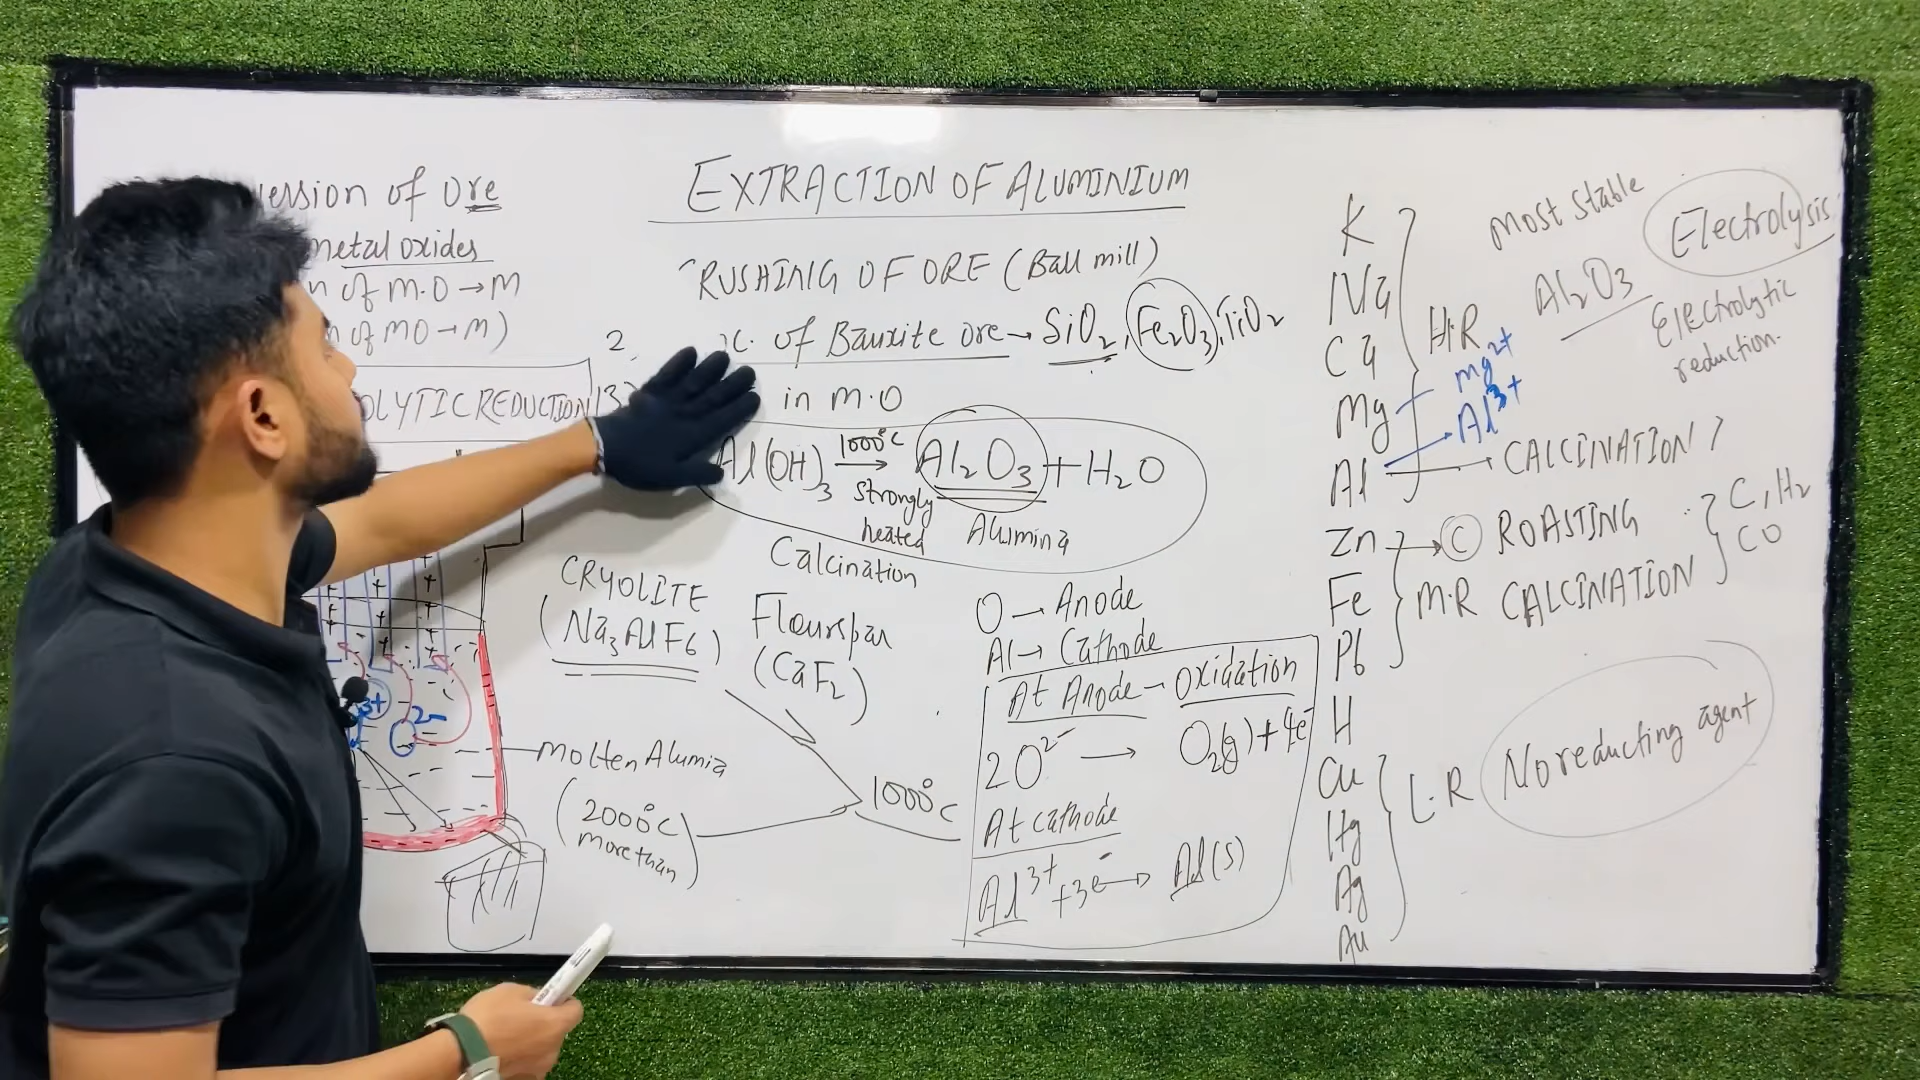 ession of Ore
metal oxides
n of M.O → M
n of MO → M)
OLYTIC REDUCTION
3+
2-
EXTRACTION OF ALUMINIUM
RUSHING OF ORE (Ball mill)
2. of Bauxite ore → SiO2, Fe2O3, TiO2
in M.O
Al(OH)3 1000°C → Al2O3 + H2O
strongly heated
Alumina
Calcination
CRYOLITE
(Na3AlF6)
Flourspar
(CaF2)
Molten Alumia
(2000°C
more than)
1000°C
O → Anode
Al → Cathode
At Anode - Oxidation
2O2- → O2(g) + 4e-
At cathode
Al3+ + 3e- → Al(s)
K
Na
Ca
Mg
Al
Zn
Fe
Pb
H
Cu
Hg
Ag
Au
H.R
Mg2+
Al3+
Most stable
Al2O3
Electrolysis
Electrolytic
reduction.
→ CALCINATION
→ C ROASTING
M.R CALCINATION
C, H2
CO
L.R
No reducting agent